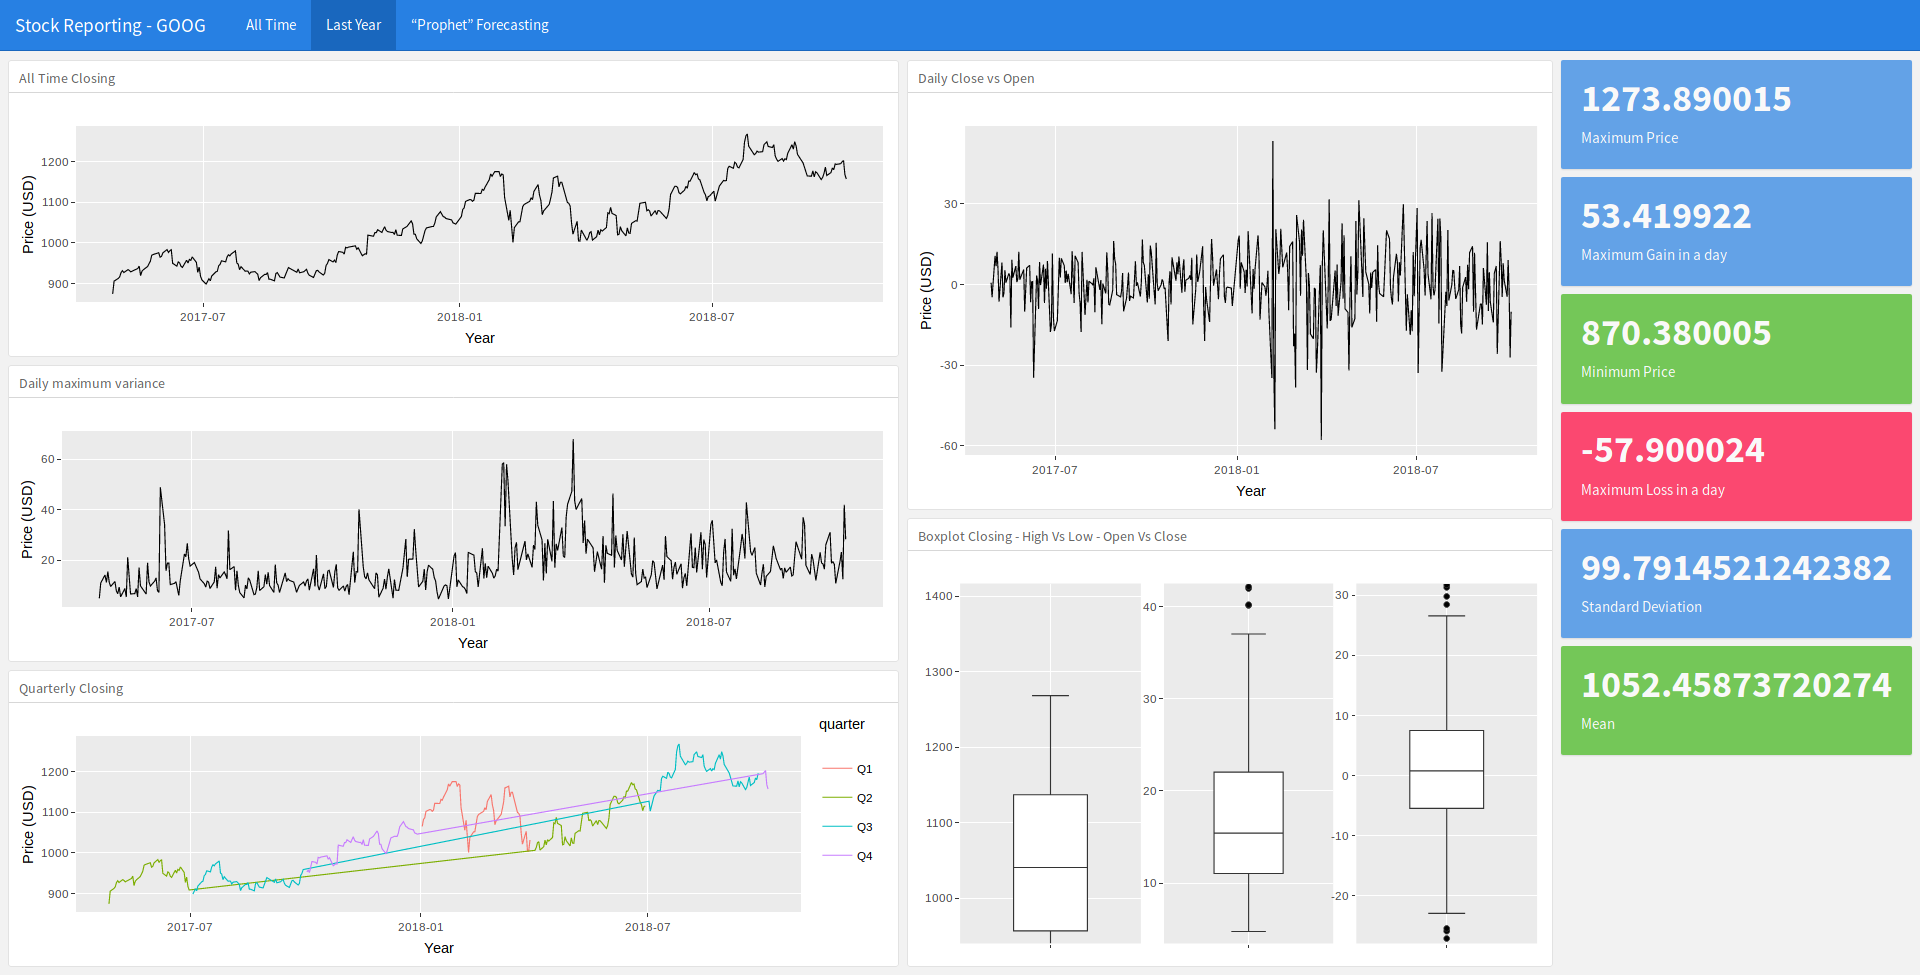 Stock Reporting - GOOG All Time Last Year “Prophet” Forecasting
All Time Closing
Price (USD)
1200
1100
1000
900
2017-07 2018-01 2018-07
Year
Daily maximum variance
Price (USD)
60
40
20
2017-07 2018-01 2018-07
Year
Quarterly Closing
Price (USD)
1200
1100
1000
900
2017-07 2018-01 2018-07
Year
quarter
Q1
Q2
Q3
Q4
Daily Close vs Open
Price (USD)
30
0
-30
-60
2017-07 2018-01 2018-07
Year
Boxplot Closing - High Vs Low - Open Vs Close
1400
1300
1200
1100
1000
40
30
20
10
30
20
10
0
-10
-20
1273.890015
Maximum Price
53.419922
Maximum Gain in a day
870.380005
Minimum Price
-57.900024
Maximum Loss in a day
99.7914521242382
Standard Deviation
1052.45873720274
Mean